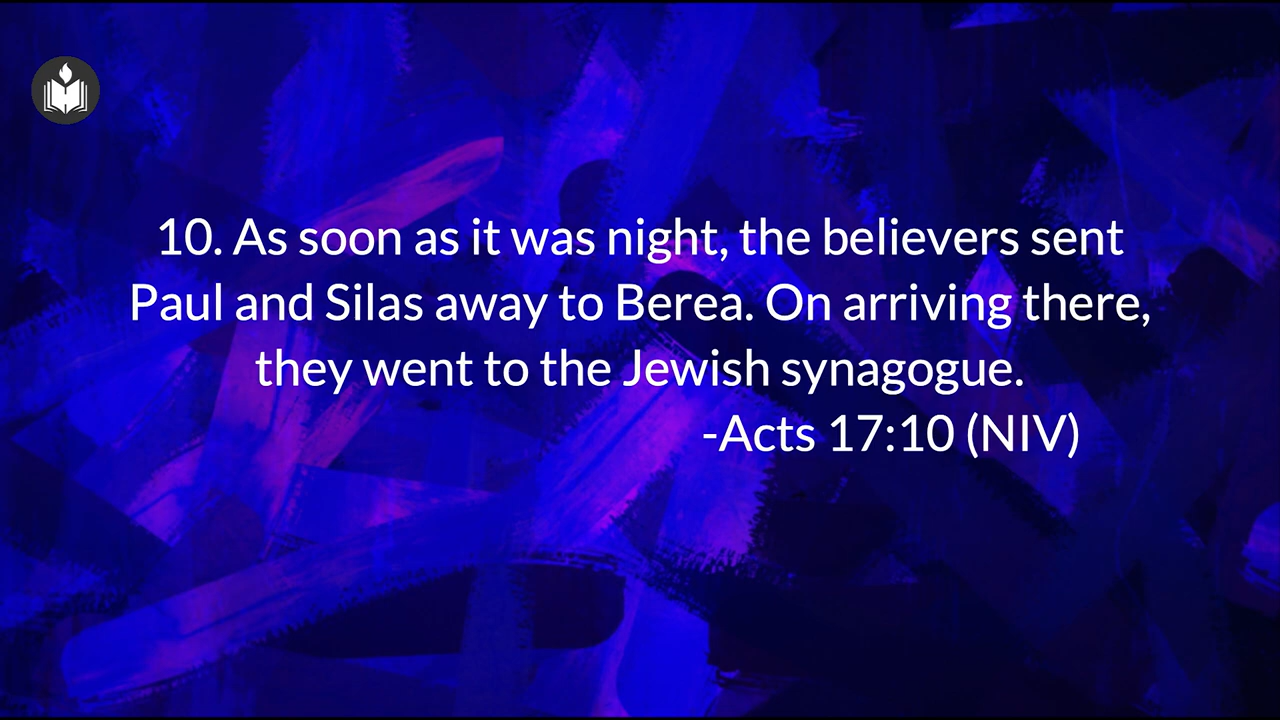 10. As soon as it was night, the believers sent
Paul and Silas away to Berea. On arriving there,
they went to the Jewish synagogue.
-Acts 17:10 (NIV)